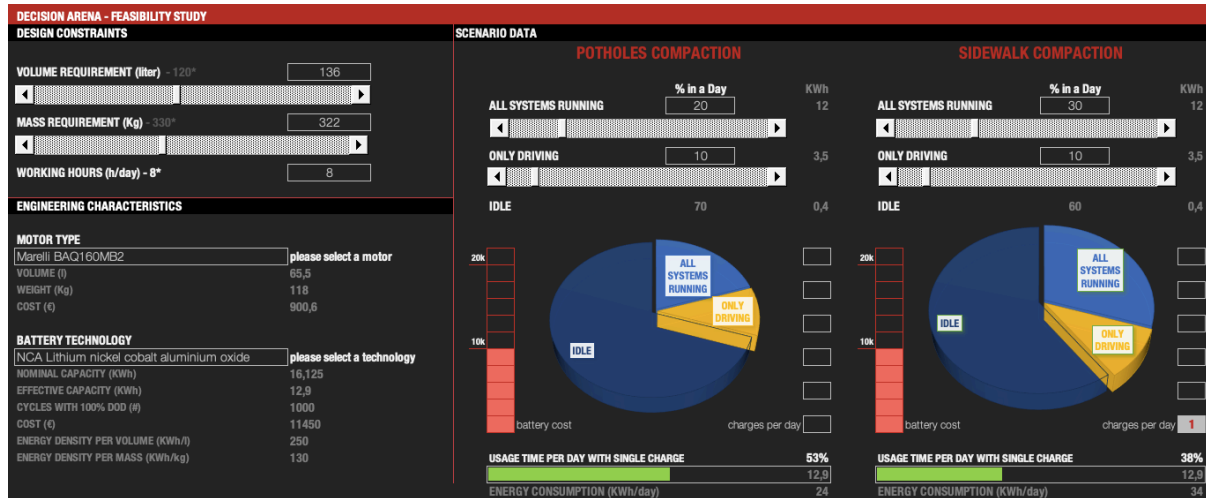 DECISION ARENA - FEASIBILITY STUDY
DESIGN CONSTRAINTS
VOLUME REQUIREMENT (liter) - 120* 136
MASS REQUIREMENT (Kg) - 330* 322
WORKING HOURS (h/day) - 8* 8
ENGINEERING CHARACTERISTICS
MOTOR TYPE
Marelli BAQ160MB2 please select a motor
VOLUME (l) 65,5
WEIGHT (Kg) 118
COST (€) 900,6
BATTERY TECHNOLOGY
NCA Lithium nickel cobalt aluminium oxide please select a technology
NOMINAL CAPACITY (KWh) 16,125
EFFECTIVE CAPACITY (KWh) 12,9
CYCLES WITH 100% DOD (#) 1000
COST (€) 11450
ENERGY DENSITY PER VOLUME (KWh/l) 250
ENERGY DENSITY PER MASS (KWh/kg) 130
SCENARIO DATA
POTHOLES COMPACTION
% in a Day KWh
ALL SYSTEMS RUNNING 20 12
ONLY DRIVING 10 3,5
IDLE 70 0,4
20k
10k
ALL
SYSTEMS
RUNNING
ONLY
DRIVING
IDLE
battery cost charges per day
USAGE TIME PER DAY WITH SINGLE CHARGE 53%
12,9
ENERGY CONSUMPTION (KWh/day) 24
SIDEWALK COMPACTION
% in a Day KWh
ALL SYSTEMS RUNNING 30 12
ONLY DRIVING 10 3,5
IDLE 60 0,4
20k
10k
ALL
SYSTEMS
RUNNING
IDLE
ONLY
DRIVING
battery cost charges per day 1
USAGE TIME PER DAY WITH SINGLE CHARGE 38%
12,9
ENERGY CONSUMPTION (KWh/day) 34